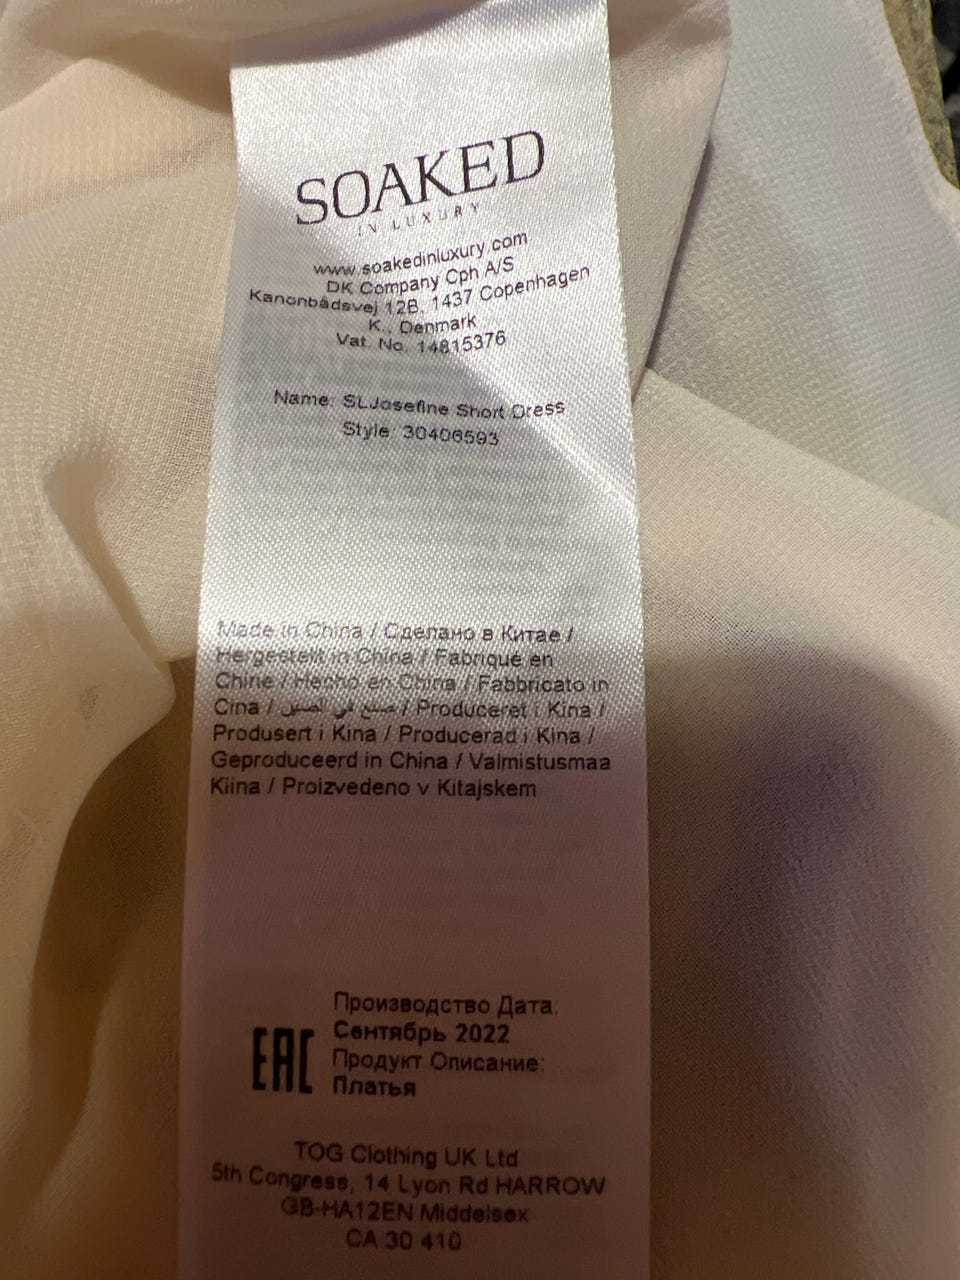 SOAKED
IN LUXURY
www.soakedinluxury.com
DK Company Cph A/S
Kanonbådsvej 12B, 1437 Copenhagen
K., Denmark
Vat. No. 14815376
Name: SLJosefine Short Dress
Style: 30406593
Made in China / Сделано в Китае /
Hergestellt in China / Fabriqué en
Chine / Hecho en China / Fabbricato in
Cina / صنع في الصين / Produceret i Kina /
Produsert i Kina / Producerad i Kina /
Geproduceerd in China / Valmistusmaa
Kiina / Proizvedeno v Kitajskem
Производство Дата:
Сентябрь 2022
EAC
Продукт Описание:
Платья
TOG Clothing UK Ltd
5th Congress, 14 Lyon Rd HARROW
GB-HA12EN Middelsex
CA 30 410